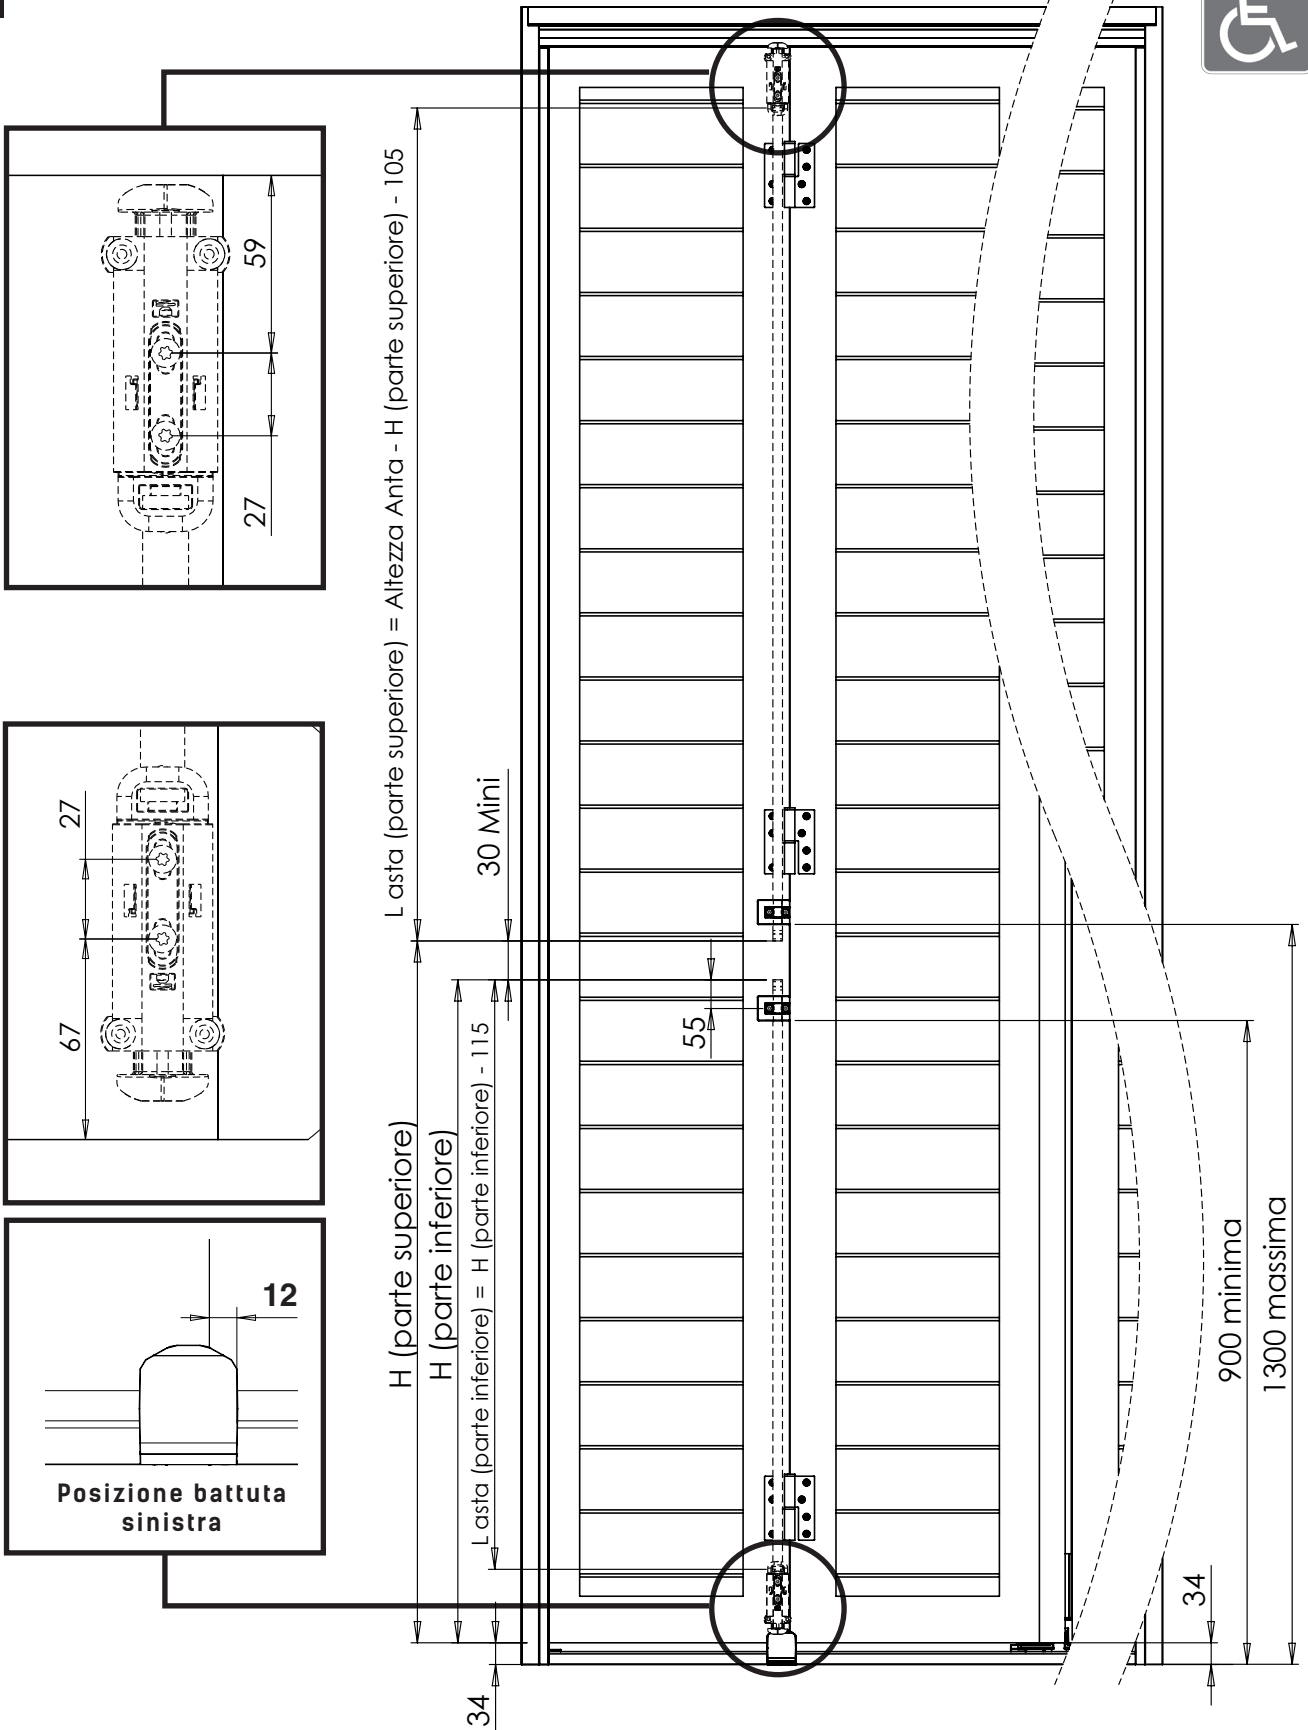 59
27
27
67
12
Posizione battuta
sinistra
L asta (parte superiore) = Altezza Anta - H (parte superiore) - 105
30 Mini
55
H (parte superiore)
H (parte inferiore)
L asta (parte inferiore) = H (parte inferiore) - 115
34
900 minima
1300 massima
34